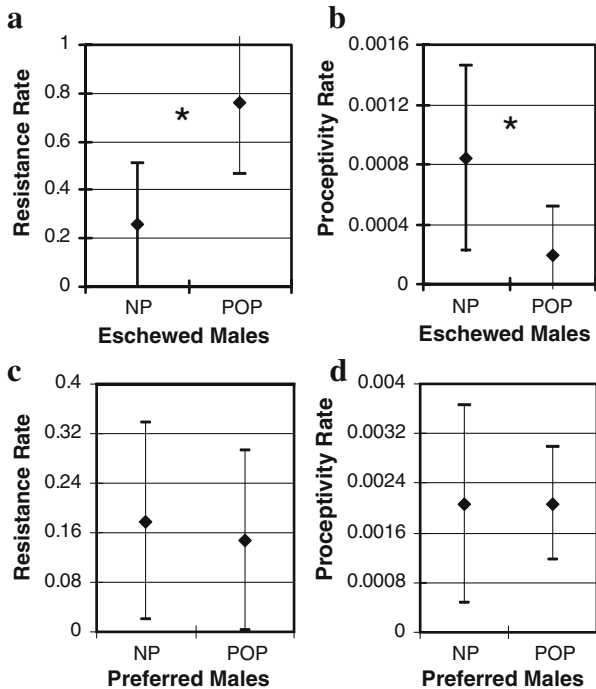 a
Resistance Rate
1
0.8
0.6
0.4
0.2
0
*
NP POP
Eschewed Males
b
Proceptivity Rate
0.0016
0.0012
0.0008
0.0004
0
*
NP POP
Eschewed Males
c
Resistance Rate
0.4
0.32
0.24
0.16
0.08
0
NP POP
Preferred Males
d
Proceptivity Rate
0.004
0.0032
0.0024
0.0016
0.0008
0
NP POP
Preferred Males